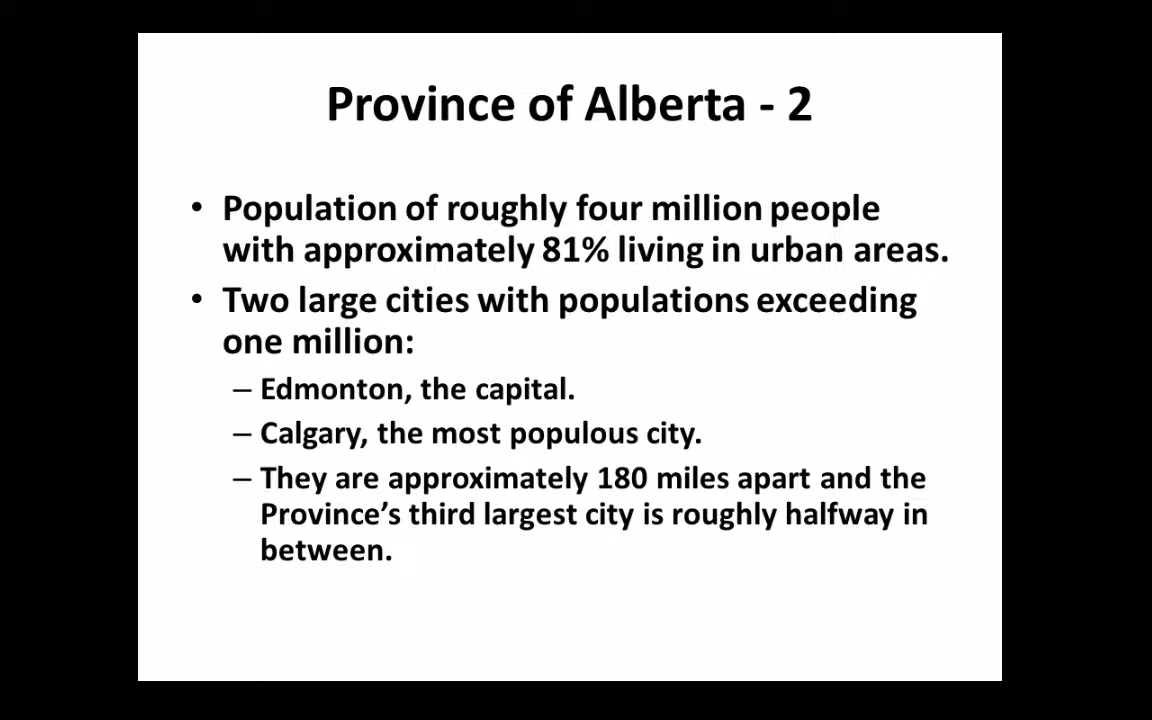 Province of Alberta - 2
• Population of roughly four million people
with approximately 81% living in urban areas.
• Two large cities with populations exceeding
one million:
– Edmonton, the capital.
– Calgary, the most populous city.
– They are approximately 180 miles apart and the
Province’s third largest city is roughly halfway in
between.